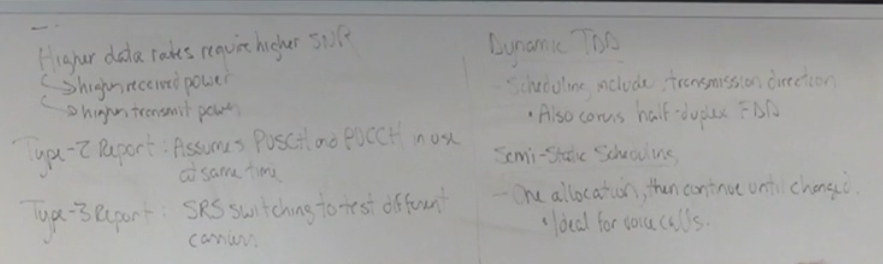 Higher data rates require higher SNR
↳ higher received power
↳ higher transmit power
Type-2 Report: Assumes PUSCH and PUCCH in use
at same time
Type-3 Report: SRS switching to test different
carriers
Dynamic TDD
- Scheduling include transmission direction
• Also covers half-duplex FDD
Semi-Static Scheduling
- One allocation, then continue until changed.
• Ideal for voice calls.